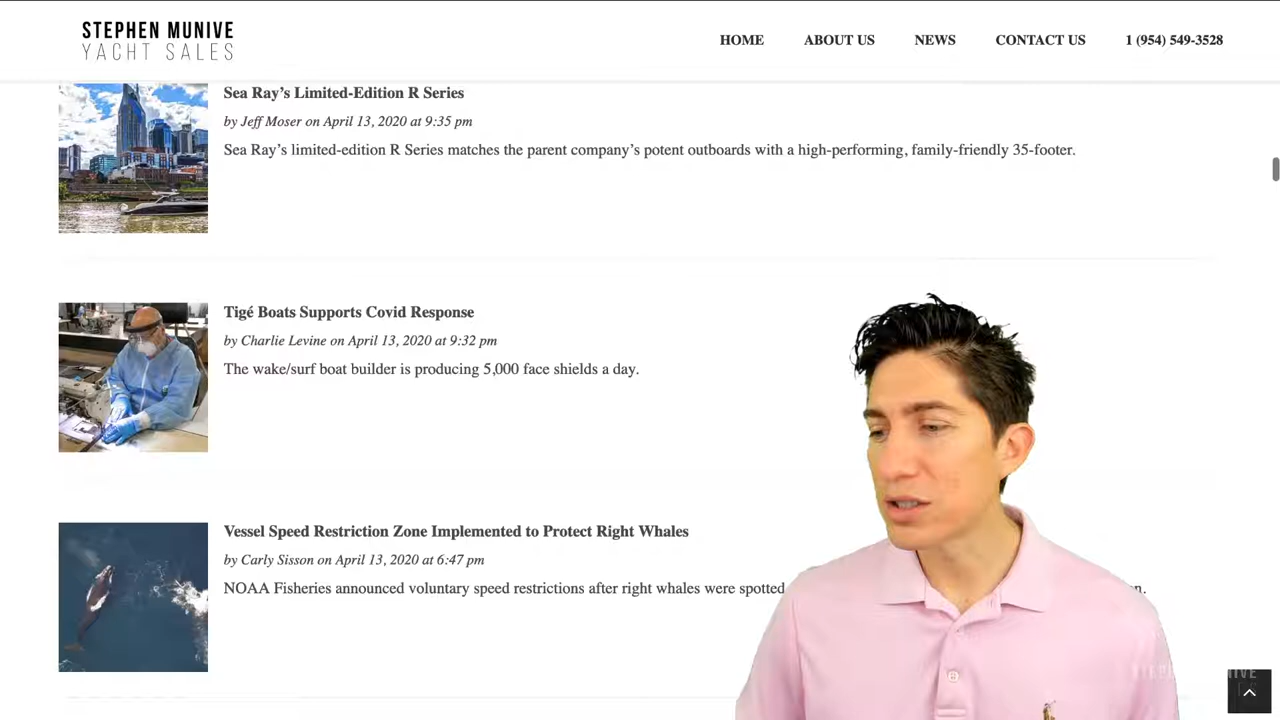 STEPHEN MUNIVE
YACHT SALES
HOME ABOUT US NEWS CONTACT US 1 (954) 549-3528
Sea Ray’s Limited-Edition R Series
by Jeff Moser on April 13, 2020 at 9:35 pm
Sea Ray’s limited-edition R Series matches the parent company’s potent outboards with a high-performing, family-friendly 35-footer.
Tigé Boats Supports Covid Response
by Charlie Levine on April 13, 2020 at 9:32 pm
The wake/surf boat builder is producing 5,000 face shields a day.
Vessel Speed Restriction Zone Implemented to Protect Right Whales
by Carly Sisson on April 13, 2020 at 6:47 pm
NOAA Fisheries announced voluntary speed restrictions after right whales were spotted